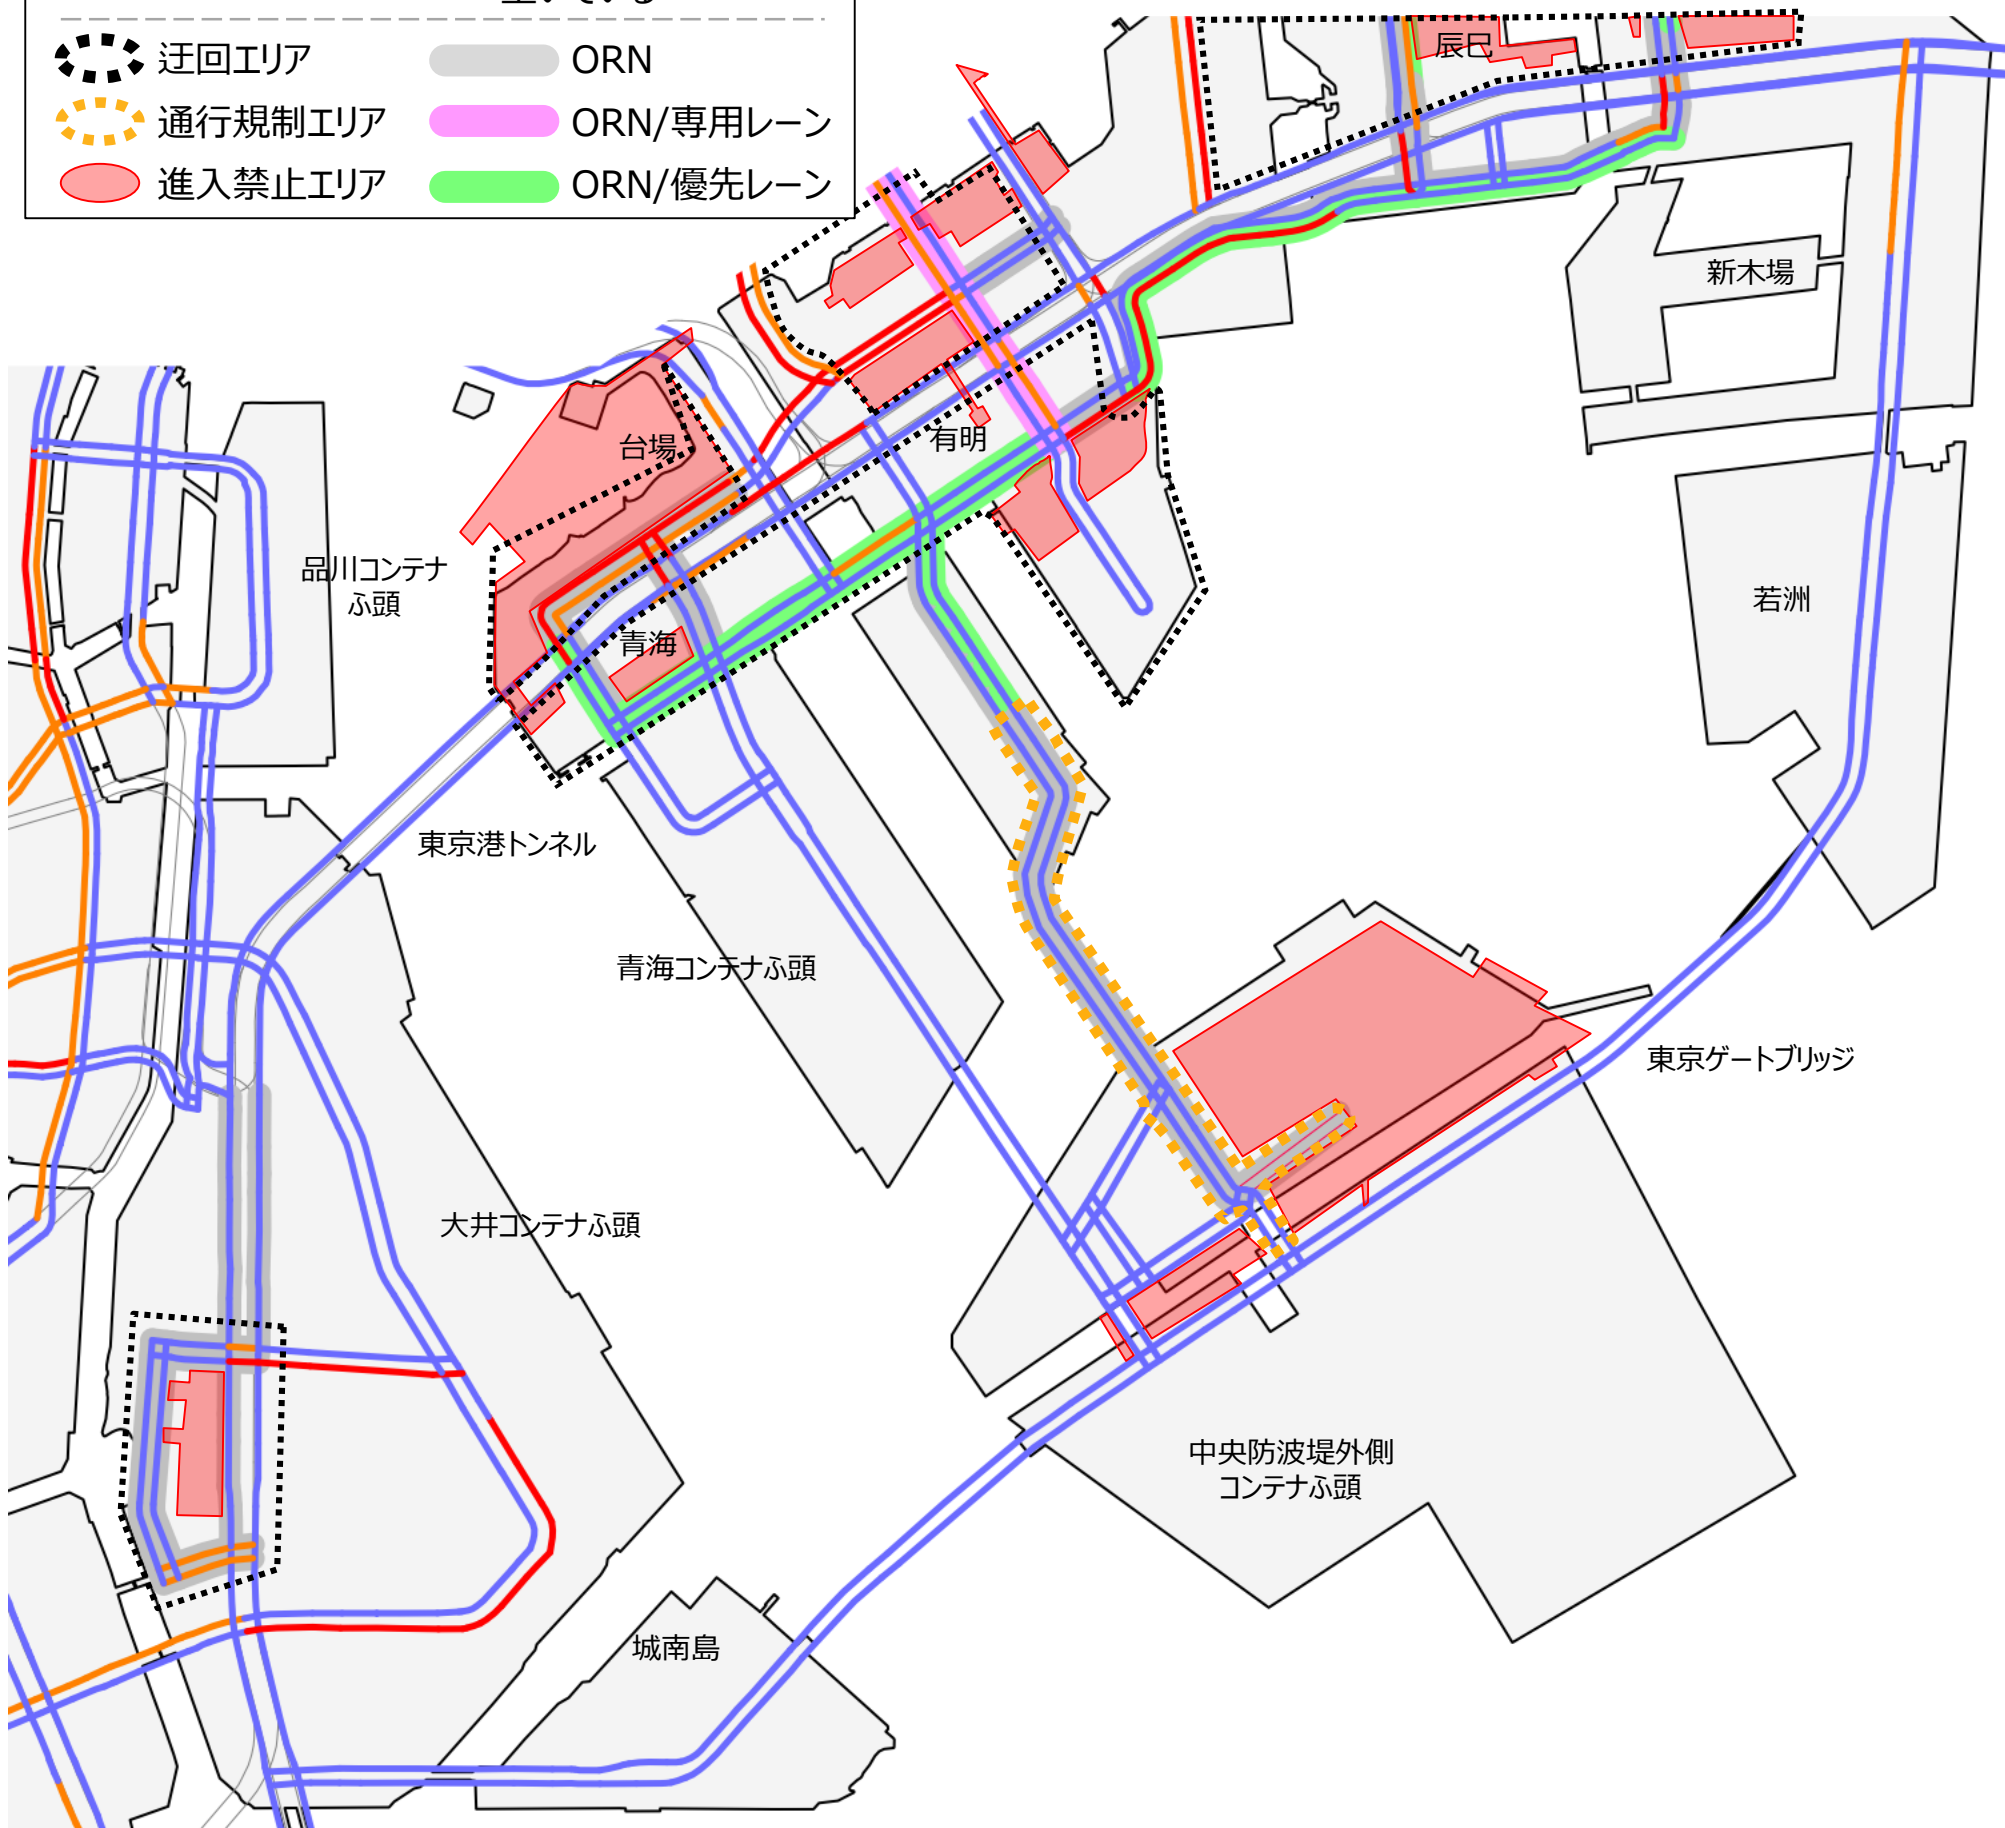 空いている
迂回エリア
ORN
通行規制エリア
ORN/専用レーン
進入禁止エリア
ORN/優先レーン
辰巳
新木場
台場
有明
品川コンテナ
ふ頭
青海
若洲
東京港トンネル
青海コンテナふ頭
東京ゲートブリッジ
大井コンテナふ頭
中央防波堤外側
コンテナふ頭
城南島